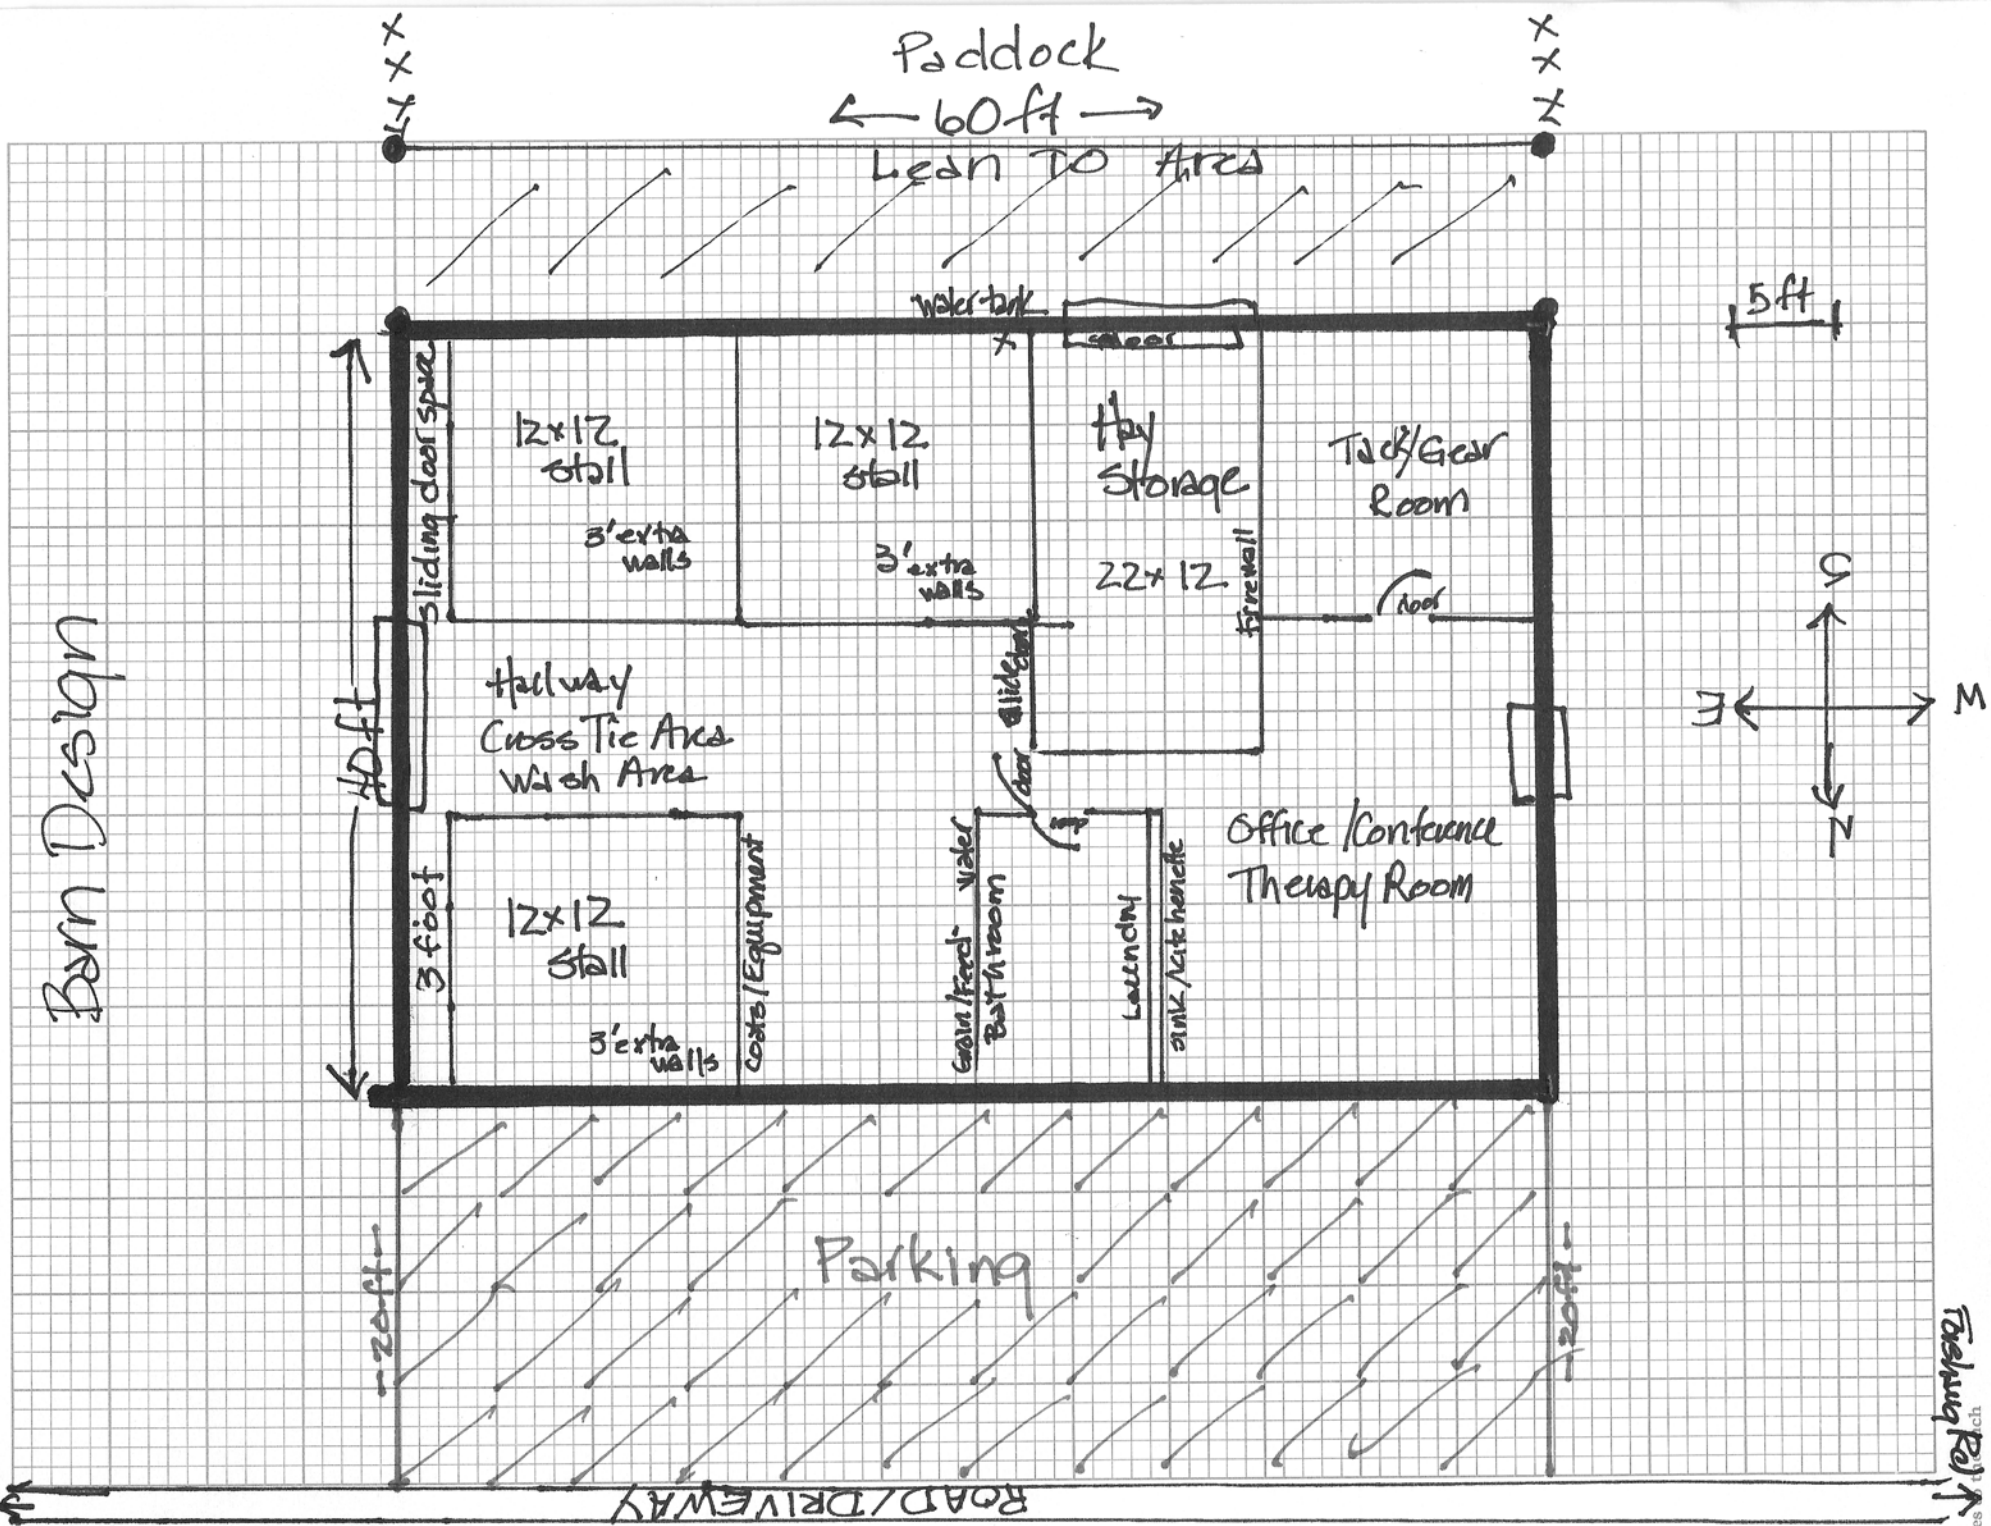 X
X
X
X
X
X
Paddock
← 60ft →
Lean TO Area
water tank
door
5 ft
X
sliding door space
12x12
Stall
3' extra
walls
12x12
Stall
3' extra
walls
Hay
Storage
22x12
firewall
Tack/Gear
Room
door
S
E
W
N
Barn Design
40ft
Hallway
Cross Tie Area
Wash Area
slide
door
door
Office/Conference
Therapy Room
3 foot
12x12
Stall
3' extra
walls
Coats/Equipment
Grain/Feed water
Bathroom
Laundry
sink/kitchenette
-20ft-
Parking
-20ft-
ROAD/DRIVEWAY